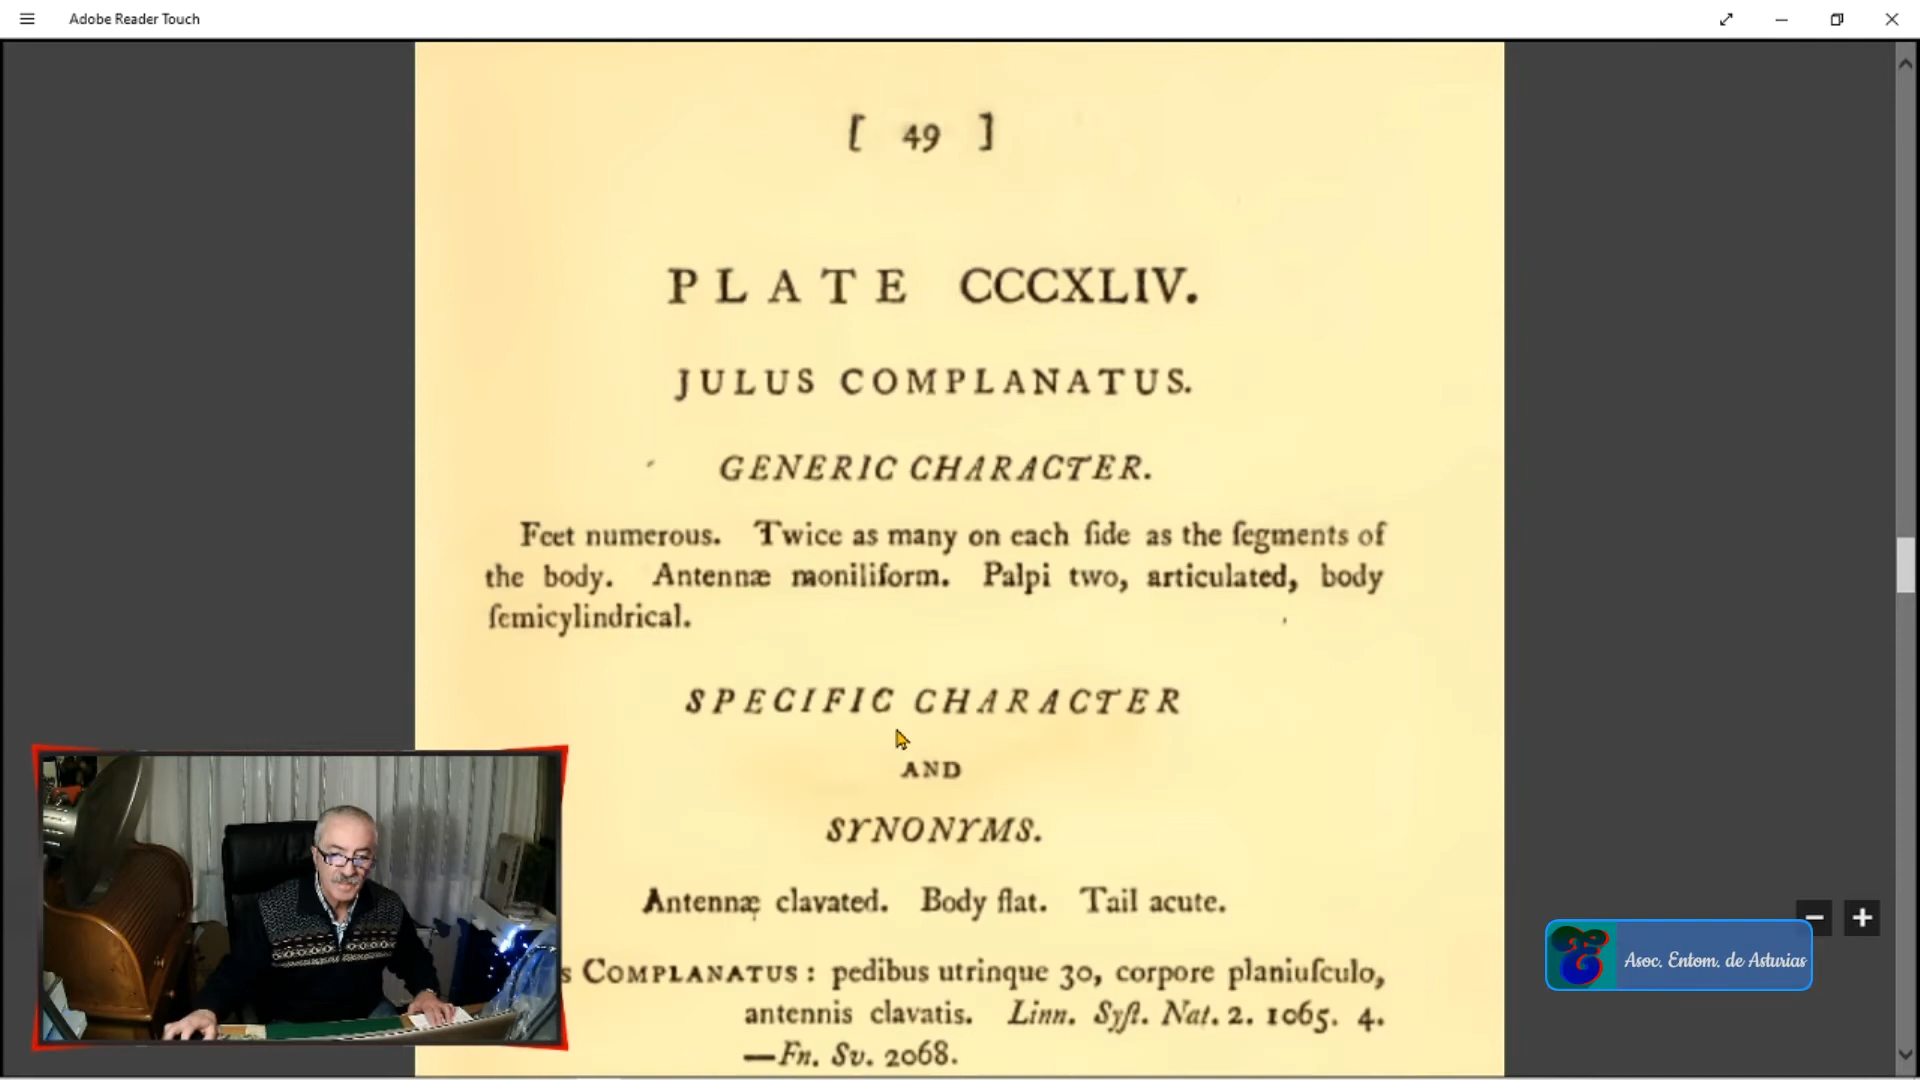 Adobe Reader Touch
[ 49 ]
PLATE CCCXLIV.
JULUS COMPLANATUS.
GENERIC CHARACTER.
Feet numerous. Twice as many on each ſide as the ſegments of
the body. Antennæ moniliform. Palpi two, articulated, body
ſemicylindrical.
SPECIFIC CHARACTER
AND
SYNONYMS.
Antennæ clavated. Body flat. Tail acute.
s COMPLANATUS : pedibus utrinque 30, corpore planiuſculo,
antennis clavatis. Linn. Syſt. Nat. 2. 1065. 4.
—Fn. Sv. 2068.
Asoc. Entom. de Asturias